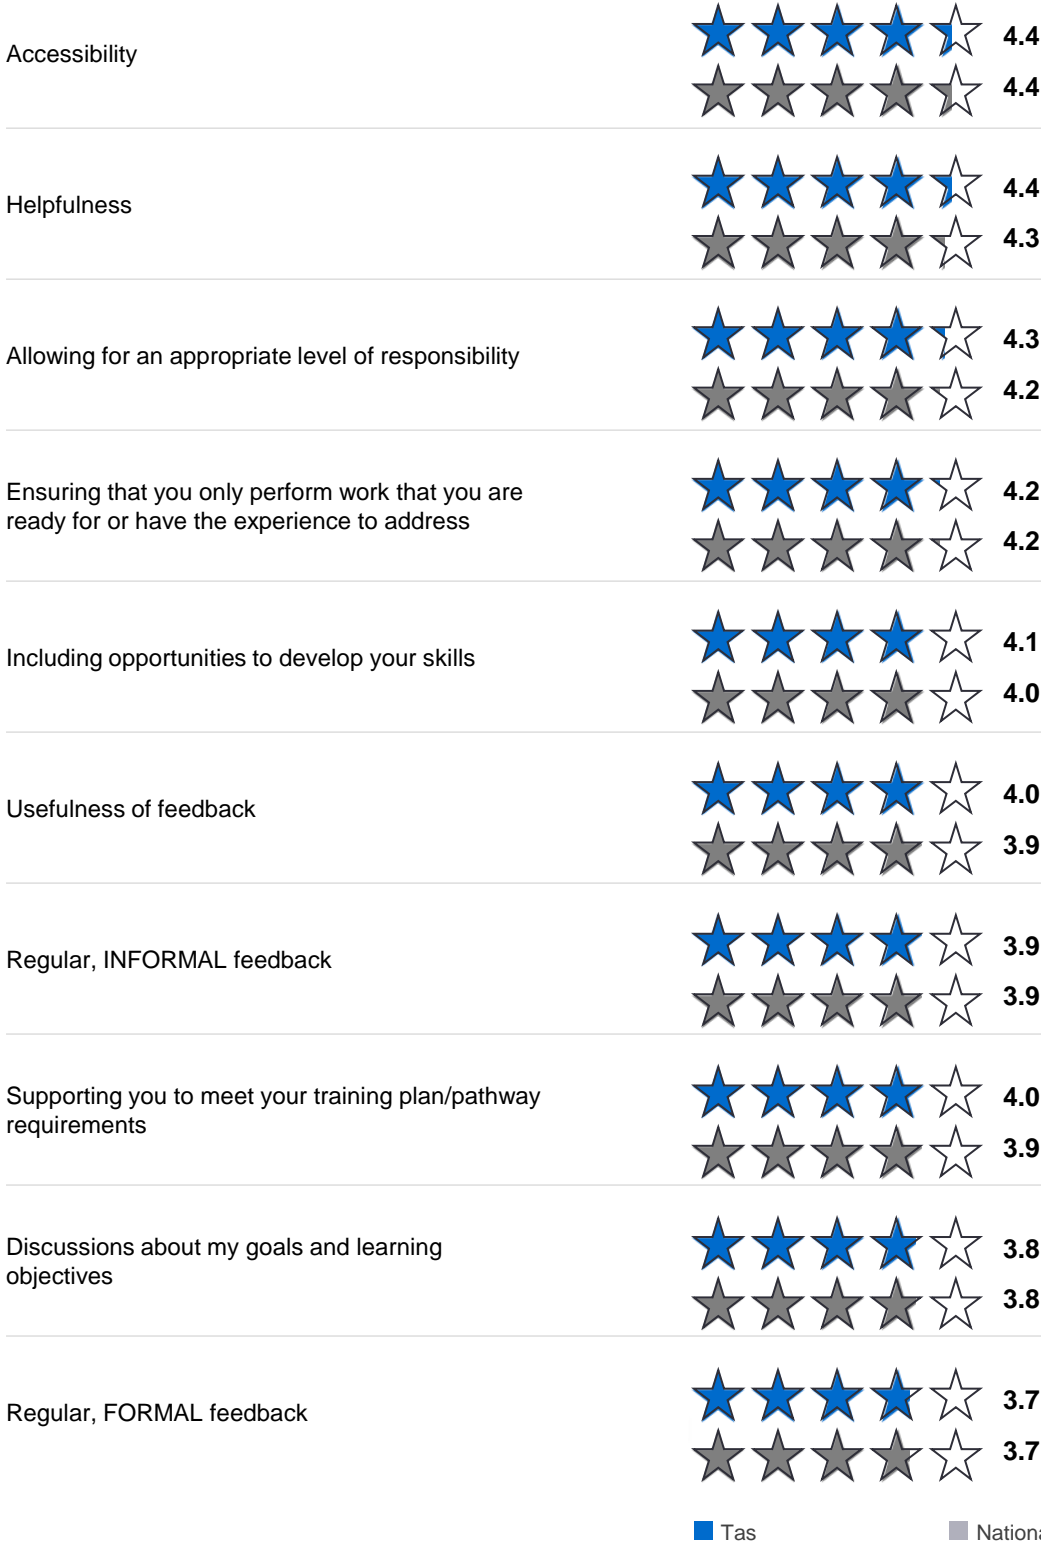 Accessibility
4.4
4.4
Helpfulness
4.4
4.3
Allowing for an appropriate level of responsibility
4.3
4.2
Ensuring that you only perform work that you are
ready for or have the experience to address
4.2
4.2
Including opportunities to develop your skills
4.1
4.0
Usefulness of feedback
4.0
3.9
Regular, INFORMAL feedback
3.9
3.9
Supporting you to meet your training plan/pathway
requirements
4.0
3.9
Discussions about my goals and learning
objectives
3.8
3.8
Regular, FORMAL feedback
3.7
3.7
Tas
Nationa